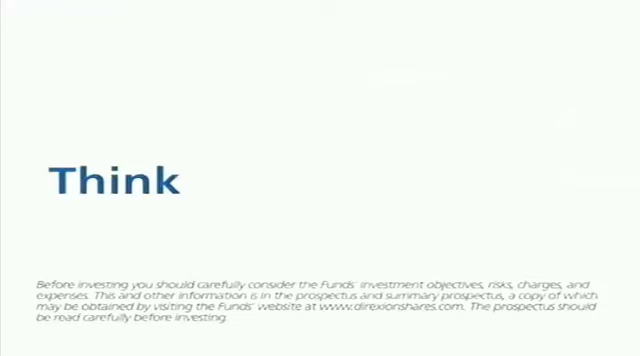 Think
Before investing you should carefully consider the Funds' investment objectives, risks, charges, and
expenses. This and other information is in the prospectus and summary prospectus, a copy of which
may be obtained by visiting the Funds' website at www.direxionshares.com. The prospectus should
be read carefully before investing.